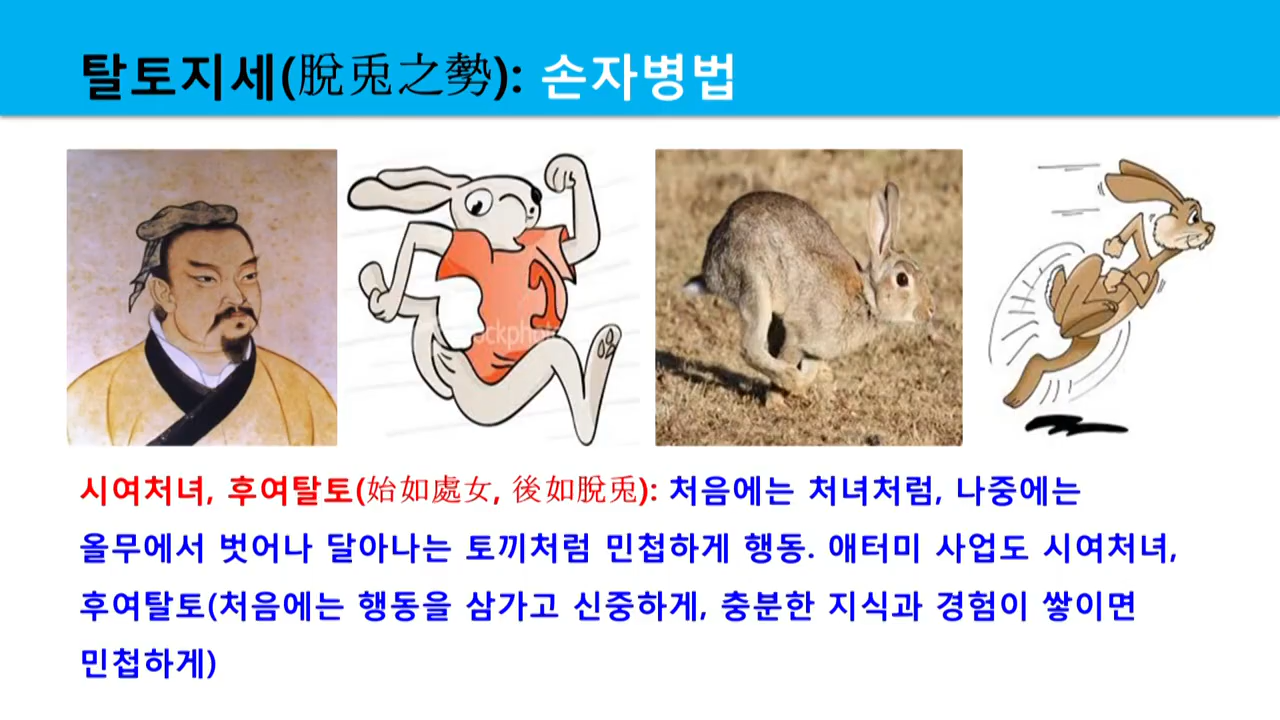 탈토지세(脫兎之勢): 손자병법
시여처녀, 후여탈토(始如處女, 後如脫兎): 처음에는 처녀처럼, 나중에는
올무에서 벗어나 달아나는 토끼처럼 민첩하게 행동. 애터미 사업도 시여처녀,
후여탈토(처음에는 행동을 삼가고 신중하게, 충분한 지식과 경험이 쌓이면
민첩하게)